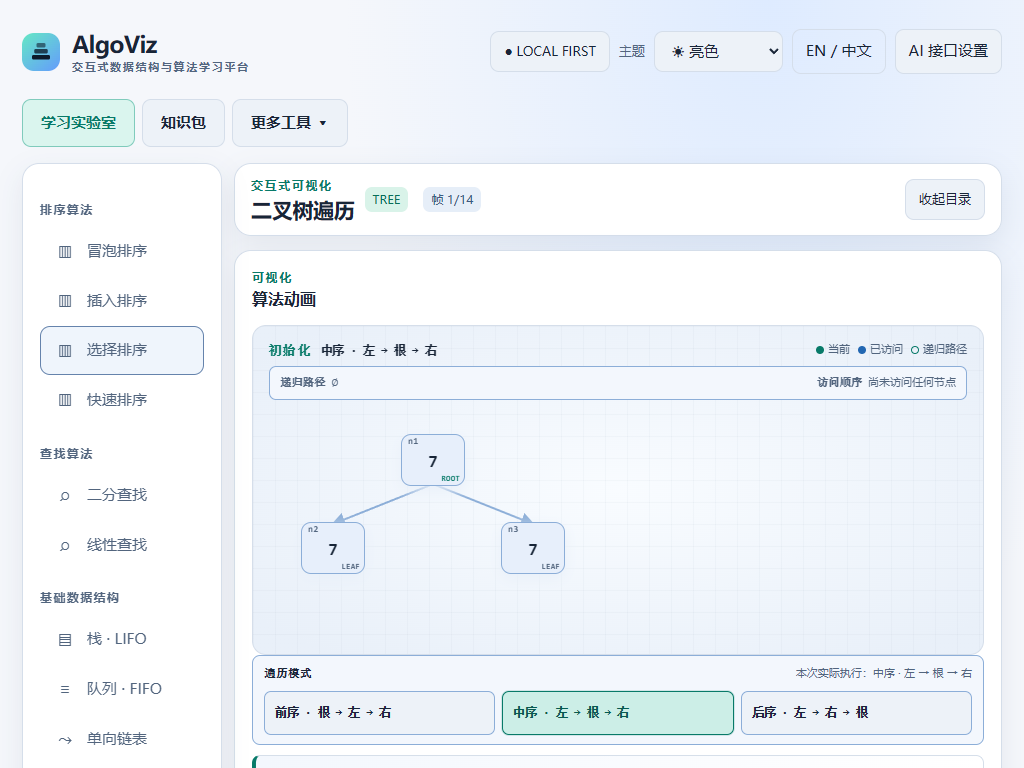 AlgoViz
交互式数据结构与算法学习平台
● LOCAL FIRST
主题
☀ 亮色
EN / 中文
AI 接口设置
学习实验室
知识包
更多工具 ▾
排序算法
▥ 冒泡排序
▥ 插入排序
▥ 选择排序
▥ 快速排序
查找算法
⌕ 二分查找
⌕ 线性查找
基础数据结构
▤ 栈 · LIFO
≡ 队列 · FIFO
⤳ 单向链表
交互式可视化
二叉树遍历
TREE
帧 1/14
收起目录
可视化
算法动画
初始化 中序 · 左 → 根 → 右
当前 已访问 递归路径
递归路径 ∅
访问顺序 尚未访问任何节点
n1
7
ROOT
n2
7
LEAF
n3
7
LEAF
遍历模式
本次实际执行：中序 · 左 → 根 → 右
前序 · 根 → 左 → 右
中序 · 左 → 根 → 右
后序 · 左 → 右 → 根